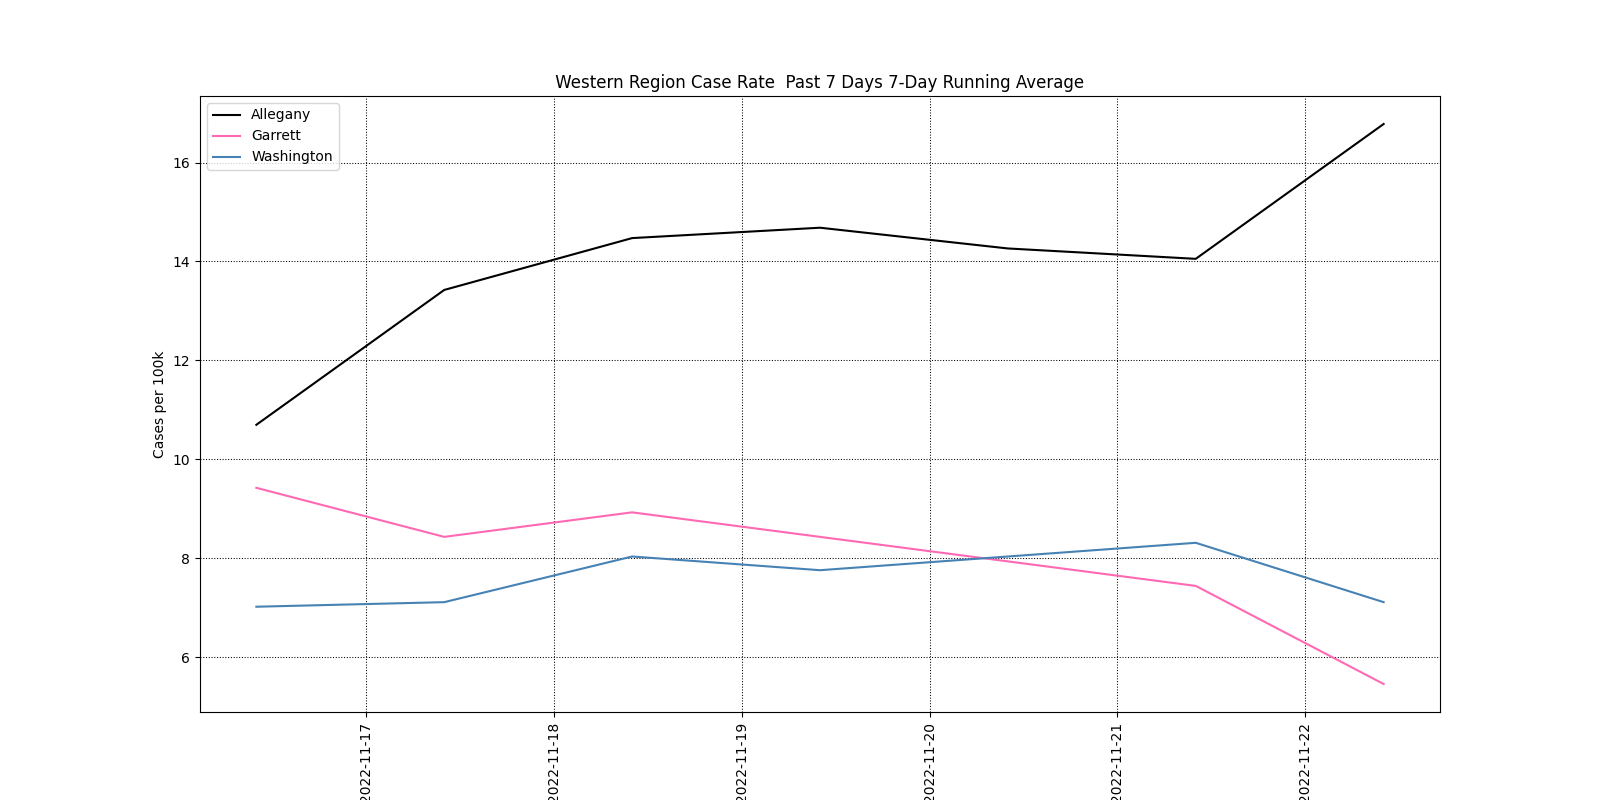 Western Region Case Rate  Past 7 Days 7-Day Running Average
Allegany
Garrett
Washington
Cases per 100k
16
14
12
10
8
6
2022-11-17
2022-11-18
2022-11-19
2022-11-20
2022-11-21
2022-11-22